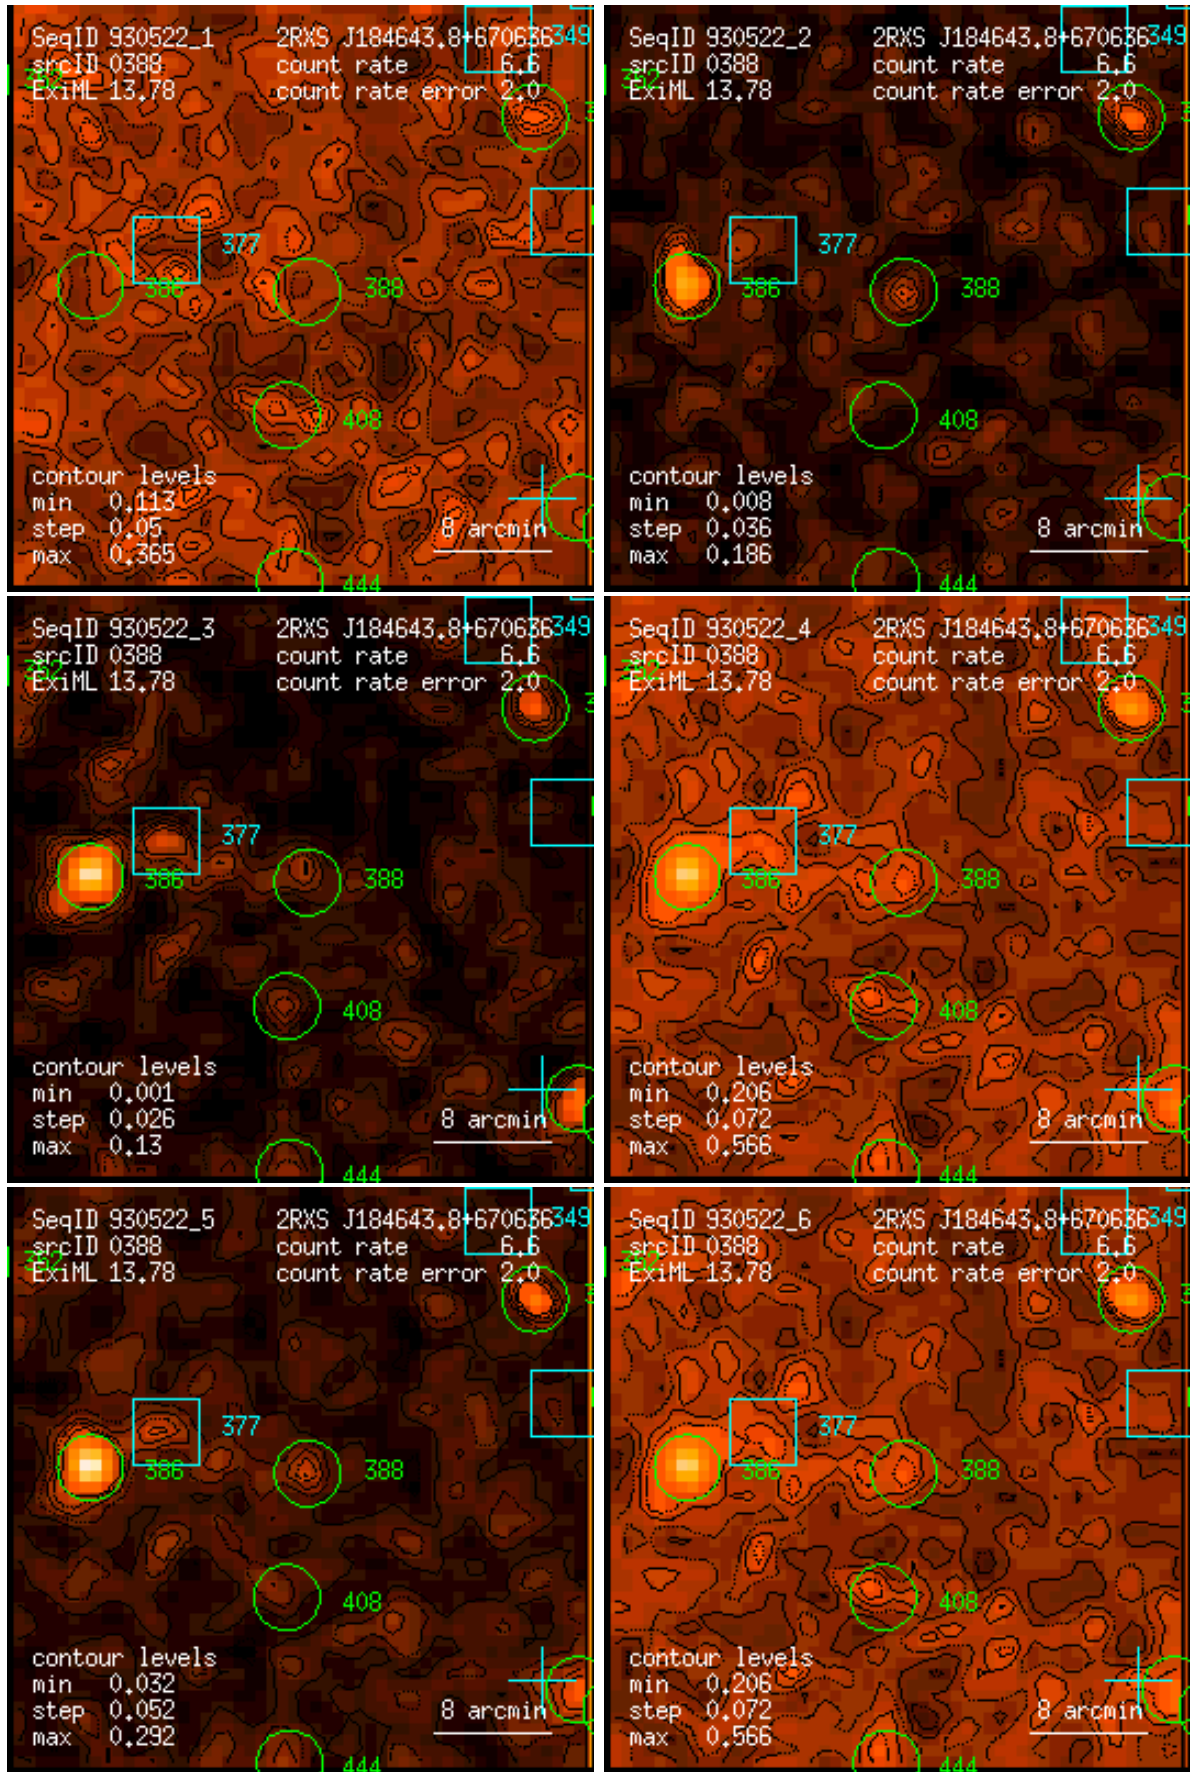 SeqID 930522_1 2RXS J184643.8+670636 349
srcID 0388 count rate 6.6
ExiML 13.78 count rate error 2.0
377
386 388
408
contour levels
min 0.113
step 0.05
max 0.365
8 arcmin
444
SeqID 930522_2 2RXS J184643.8+670636 349
srcID 0388 count rate 6.6
ExiML 13.78 count rate error 2.0
377
386 388
408
contour levels
min 0.008
step 0.036
max 0.186
8 arcmin
444
SeqID 930522_3 2RXS J184643.8+670636 349
srcID 0388 count rate 6.6
ExiML 13.78 count rate error 2.0
377
386 388
408
contour levels
min 0.001
step 0.026
max 0.13
8 arcmin
444
SeqID 930522_4 2RXS J184643.8+670636 349
srcID 0388 count rate 6.6
ExiML 13.78 count rate error 2.0
377
386 388
408
contour levels
min 0.206
step 0.072
max 0.566
8 arcmin
444
SeqID 930522_5 2RXS J184643.8+670636 349
srcID 0388 count rate 6.6
ExiML 13.78 count rate error 2.0
377
386 388
408
contour levels
min 0.032
step 0.052
max 0.292
8 arcmin
444
SeqID 930522_6 2RXS J184643.8+670636 349
srcID 0388 count rate 6.6
ExiML 13.78 count rate error 2.0
377
386 388
408
contour levels
min 0.206
step 0.072
max 0.566
8 arcmin
444